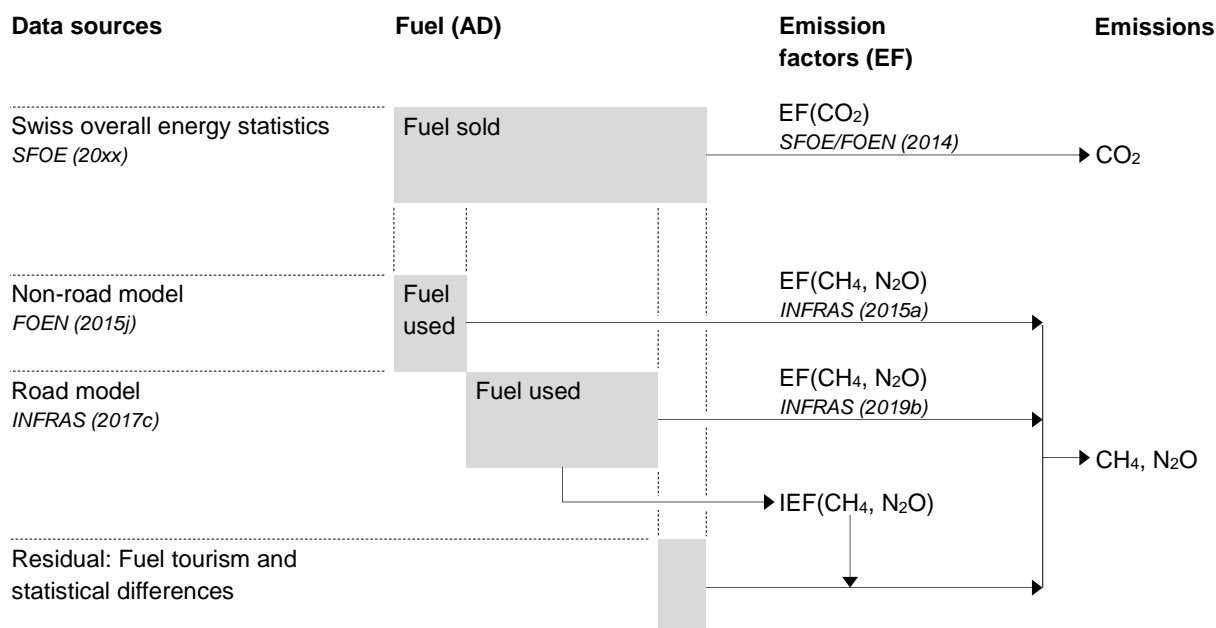 Data sources
Fuel (AD)
Emission
factors (EF)
Emissions
Swiss overall energy statistics
SFOE (20xx)
Fuel sold
EF(CO₂)
SFOE/FOEN (2014)
CO₂
Non-road model
FOEN (2015j)
Fuel
used
EF(CH₄, N₂O)
INFRAS (2015a)
Road model
INFRAS (2017c)
Fuel used
EF(CH₄, N₂O)
INFRAS (2019b)
CH₄, N₂O
IEF(CH₄, N₂O)
Residual: Fuel tourism and
statistical differences